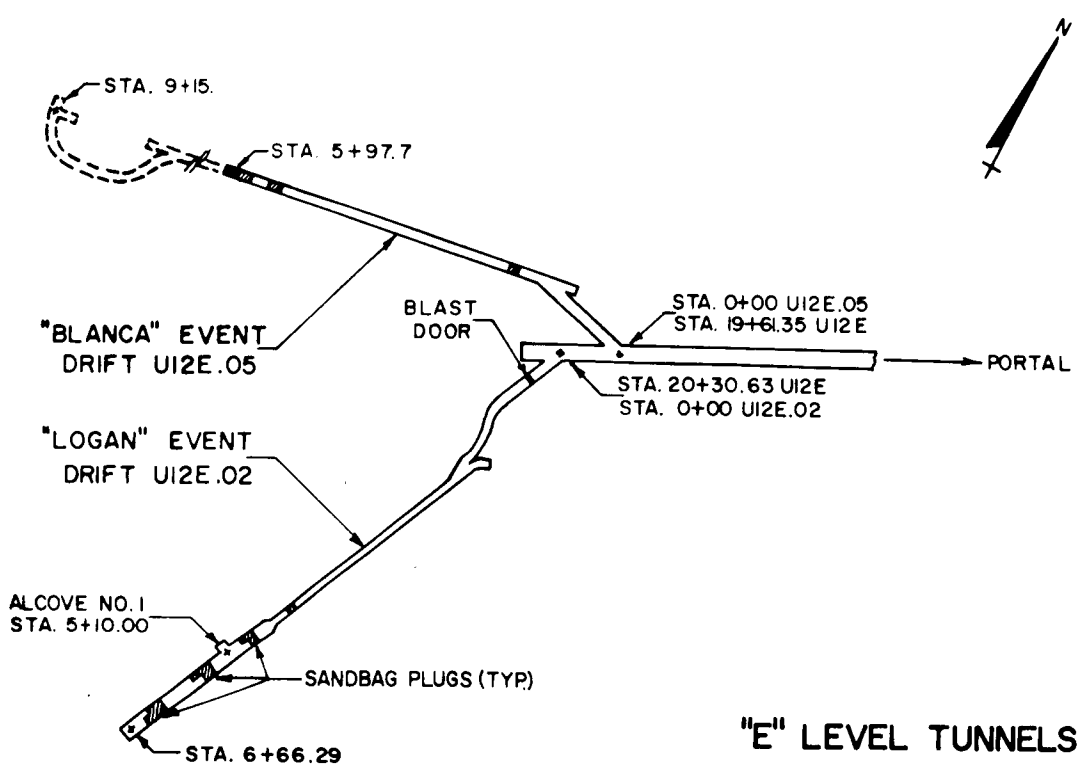 N
STA. 9+15.
STA. 5+97.7
"BLANCA" EVENT
DRIFT U12E.05
BLAST
DOOR
STA. 0+00 U12E.05
STA. 19+61.35 U12E
PORTAL
STA. 20+30.63 U12E
STA. 0+00 U12E.02
"LOGAN" EVENT
DRIFT U12E.02
ALCOVE NO. 1
STA. 5+10.00
SANDBAG PLUGS (TYP.)
STA. 6+66.29
"E" LEVEL TUNNELS